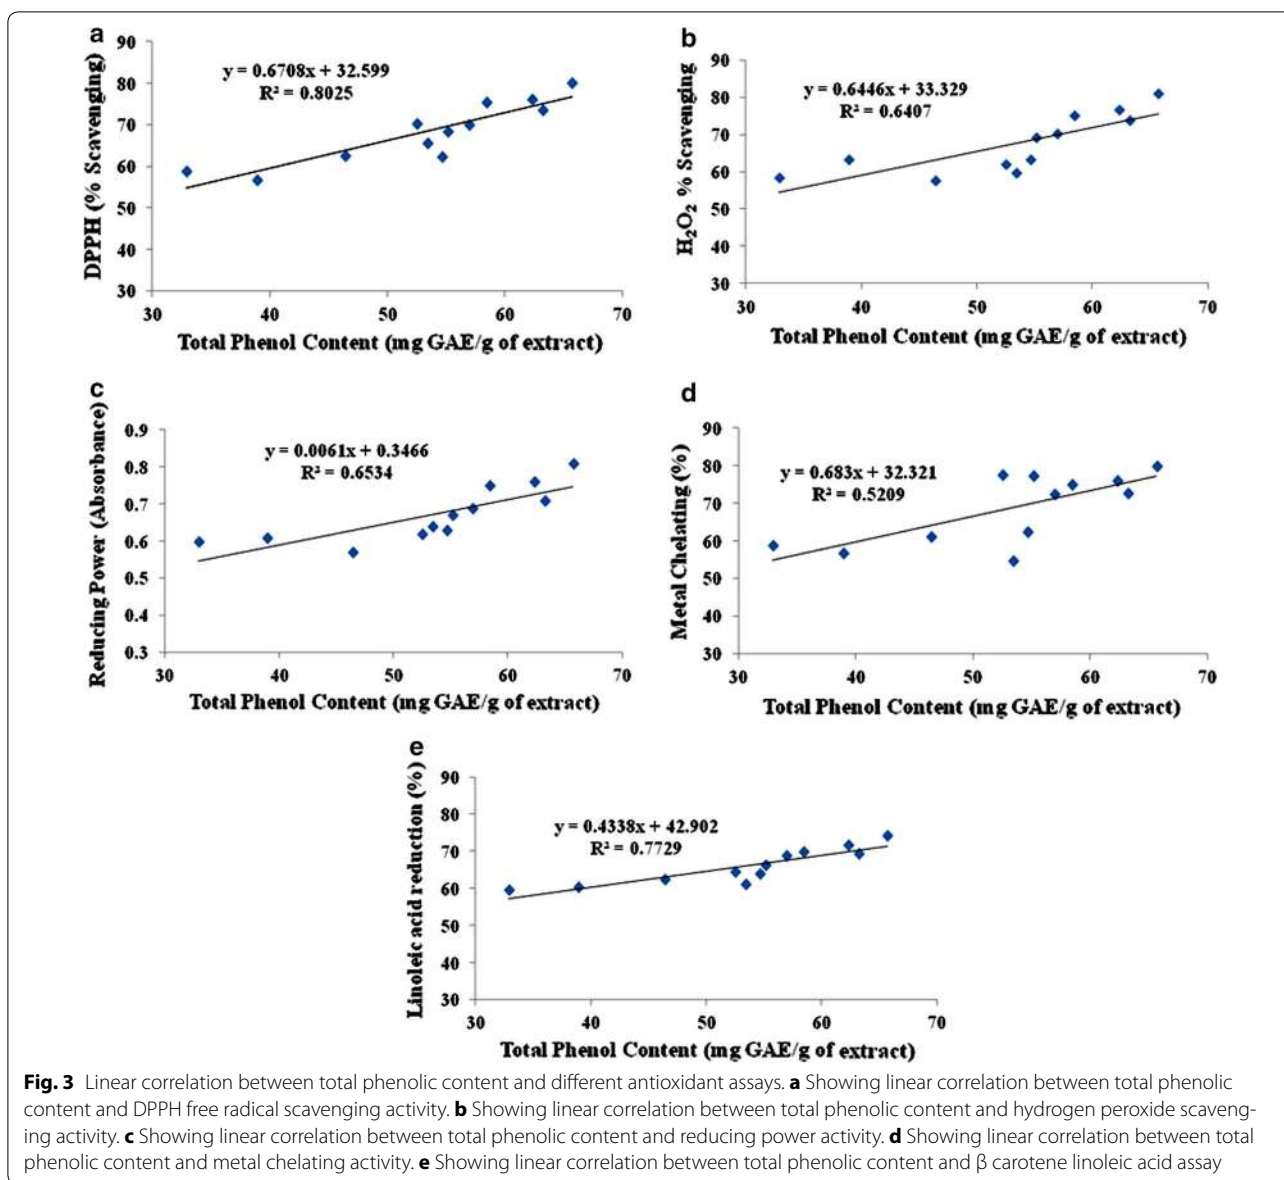 a
90
80
70
60
50
40
30
DPPH (% Scavenging)
y = 0.6708x + 32.599
R² = 0.8025
30 40 50 60 70
Total Phenol Content (mg GAE/g of extract)
b
90
80
70
60
50
40
30
H₂O₂ % Scavenging
y = 0.6446x + 33.329
R² = 0.6407
30 40 50 60 70
Total Phenol Content (mg GAE/g of extract)
c
0.9
0.8
0.7
0.6
0.5
0.4
0.3
Reducing Power (Absorbance)
y = 0.0061x + 0.3466
R² = 0.6534
30 40 50 60 70
Total Phenol Content (mg GAE/g of extract)
d
90
80
70
60
50
40
30
Metal Chelating (%)
y = 0.683x + 32.321
R² = 0.5209
30 40 50 60 70
Total Phenol Content (mg GAE/g of extract)
e
90
80
70
60
50
40
30
Linoleic acid reduction (%)
y = 0.4338x + 42.902
R² = 0.7729
30 40 50 60 70
Total Phenol Content (mg GAE/g of extract)
Fig. 3 Linear correlation between total phenolic content and different antioxidant assays. a Showing linear correlation between total phenolic
content and DPPH free radical scavenging activity. b Showing linear correlation between total phenolic content and hydrogen peroxide scaveng-
ing activity. c Showing linear correlation between total phenolic content and reducing power activity. d Showing linear correlation between total
phenolic content and metal chelating activity. e Showing linear correlation between total phenolic content and β carotene linoleic acid assay